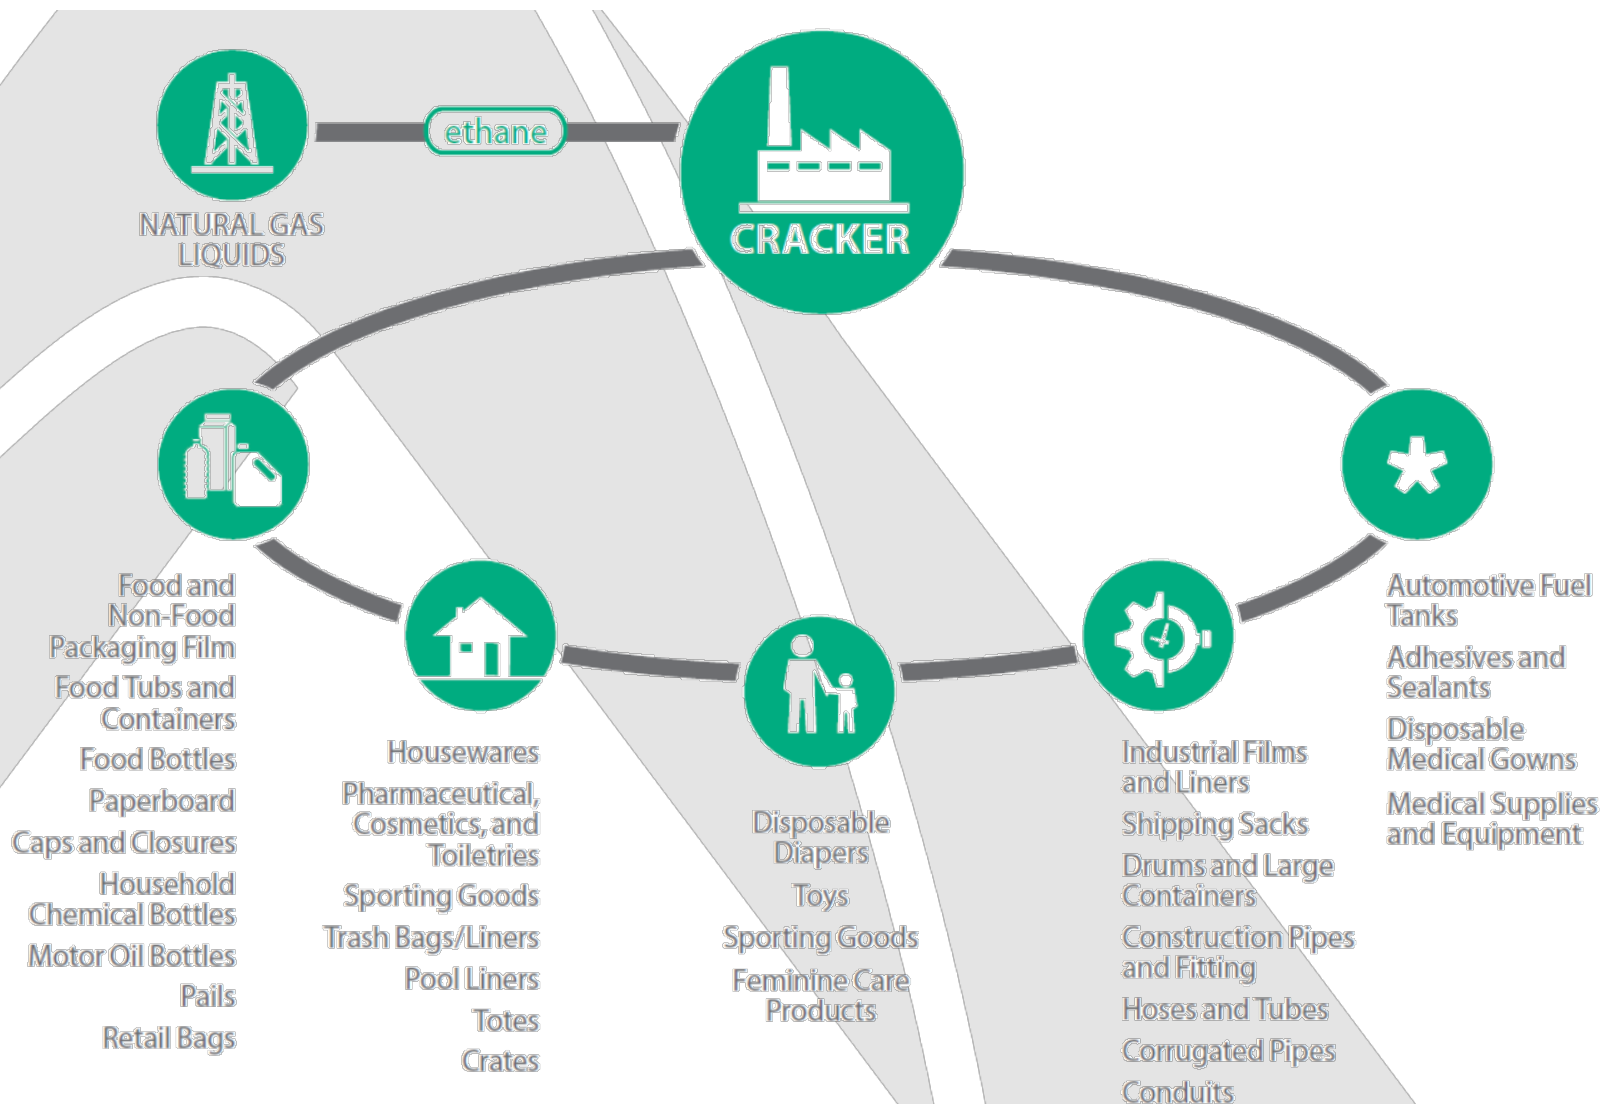 ethane
CRACKER
NATURAL GAS
LIQUIDS
Food and
Non-Food
Packaging Film
Food Tubs and
Containers
Food Bottles
Paperboard
Caps and Closures
Household
Chemical Bottles
Motor Oil Bottles
Pails
Retail Bags
Housewares
Pharmaceutical,
Cosmetics, and
Toiletries
Sporting Goods
Trash Bags/Liners
Pool Liners
Totes
Crates
Disposable
Diapers
Toys
Sporting Goods
Feminine Care
Products
Industrial Films
and Liners
Shipping Sacks
Drums and Large
Containers
Construction Pipes
and Fitting
Hoses and Tubes
Corrugated Pipes
Conduits
*
Automotive Fuel
Tanks
Adhesives and
Sealants
Disposable
Medical Gowns
Medical Supplies
and Equipment